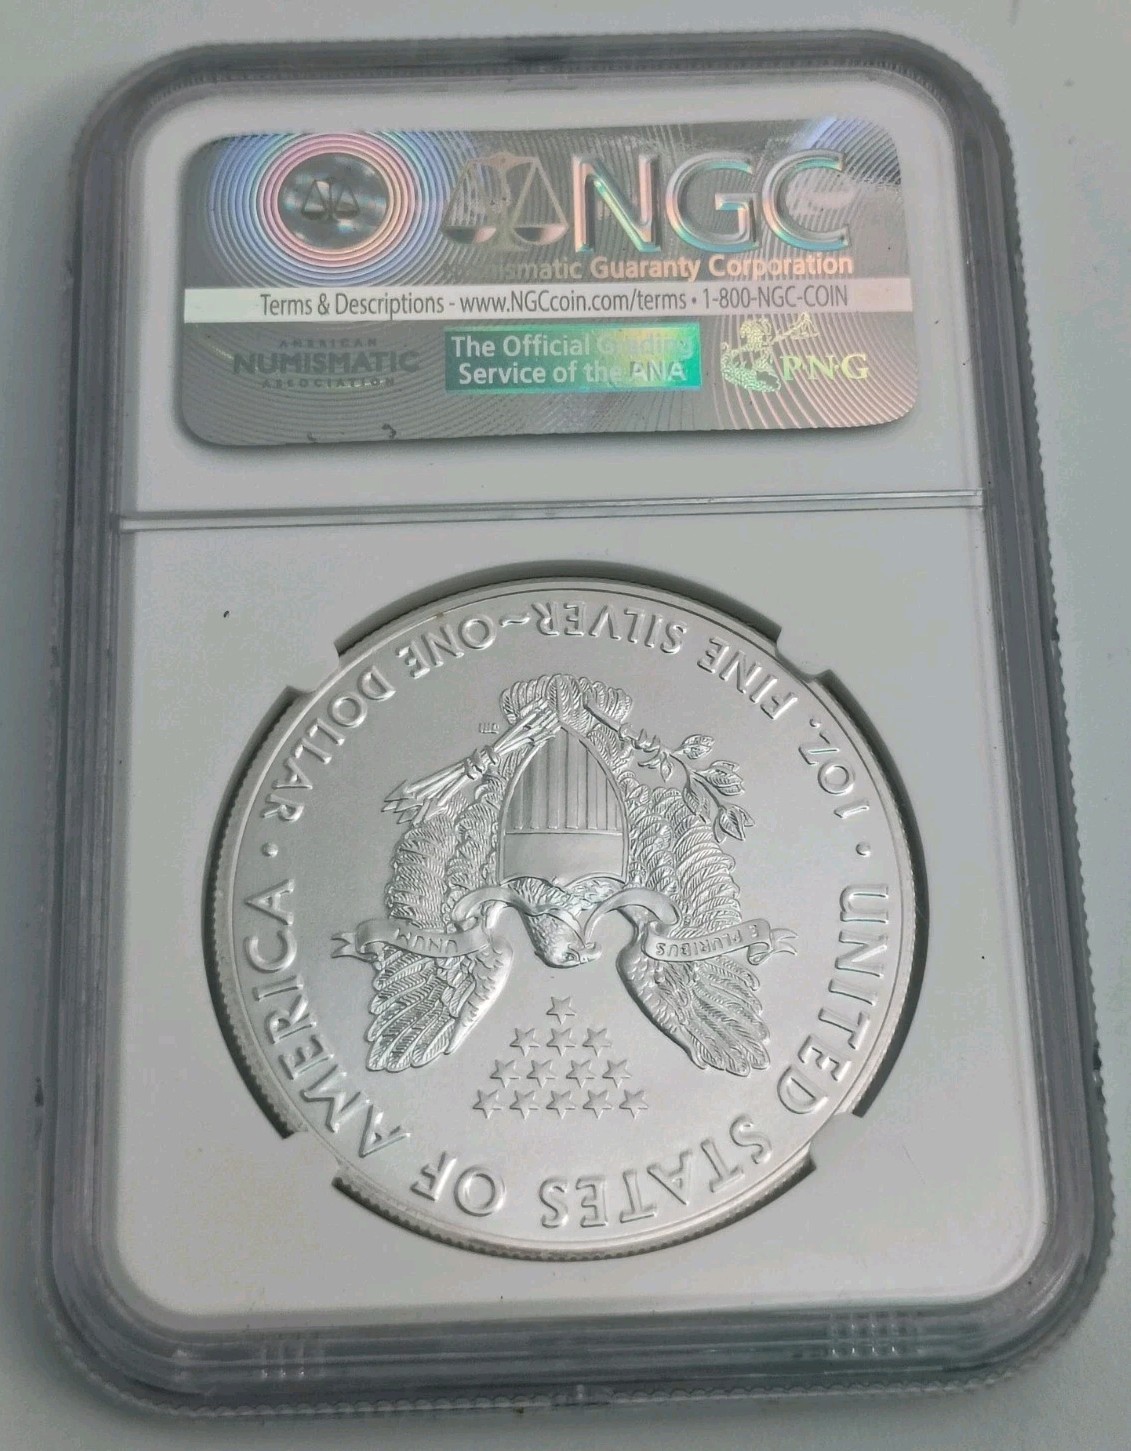 NGC
Numismatic Guaranty Corporation
Terms & Descriptions - www.NGCcoin.com/terms • 1-800-NGC-COIN
AMERICAN
NUMISMATIC
ASSOCIATION
The Official Grading
Service of the ANA
PNG
UNITED STATES OF AMERICA
• 1 OZ. FINE SILVER~ONE DOLLAR •
E PLURIBUS
UNUM